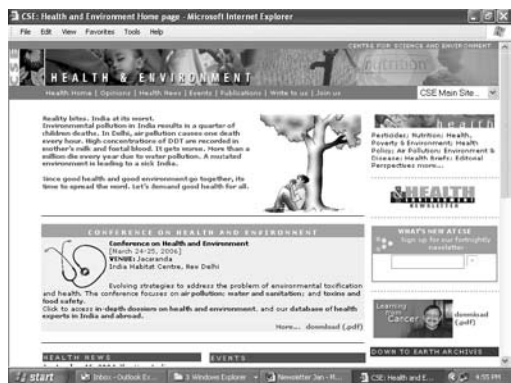 CSE: Health and Environment Home page - Microsoft Internet Explorer
File Edit View Favorites Tools Help
CENTRE FOR SCIENCE AND ENVIRONMENT
HEALTH & ENVIRONMENT
nutrition
Health Home | Opinions | Health News | Events | Publications | Write to us | Join us
CSE Main Site ..
Reality bites. India at its worst.
Environmental pollution in India results in a quarter of
children deaths. In Delhi, air pollution causes one death
every hour. High concentrations of DDT are recorded in
mother's milk and foetal blood. It gets worse. More than a
million die every year due to water pollution. A mutated
environment is leading to a sick India.
Since good health and good environment go together, its
time to spread the word. Let's demand good health for all.
health
Pesticides; Nutrition; Health,
Poverty & Environment; Health
Policy; Air Pollution; Environment &
Disease; Health Briefs; Editorial
Perspectives more...
HEALTH
ENVIRONMENT
NEWSLETTER
CONFERENCE ON HEALTH AND ENVIRONMENT
Conference on Health and Environment
[March 24-25, 2006]
VENUE: Jacaranda
India Habitat Centre, New Delhi
Evolving strategies to address the problem of environmental toxification
and health. The conference focuses on air pollution; water and sanitation; and toxins and
food safety.
Click to access in-depth dossiers on health and environment, and our database of health
experts in India and abroad.
More... download (.pdf)
WHAT'S NEW AT CSE
Sign up for our fortnightly
newsletter
Learning
from
Cancer
download
(.pdf)
DOWN TO EARTH ARCHIVES
HEALTH NEWS
EVENTS
start
Inbox - Outlook Ex...
3 Windows Explorer
Newsletter Jan - M...
CSE: Health and E...
4:55 PM